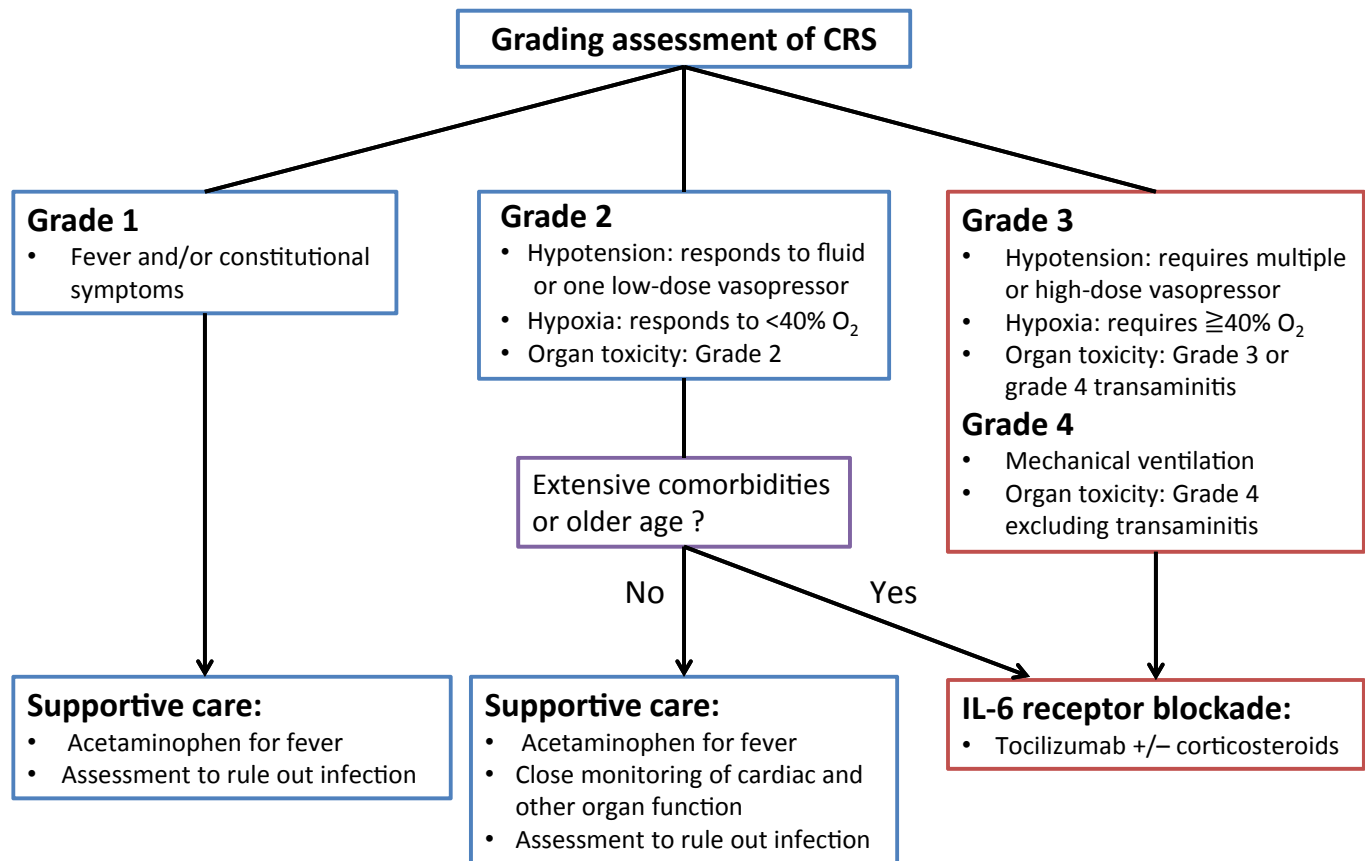 Grading assessment of CRS
Grade 1
• Fever and/or constitutional
symptoms
Grade 2
• Hypotension: responds to fluid
or one low-dose vasopressor
• Hypoxia: responds to <40% O₂
• Organ toxicity: Grade 2
Grade 3
• Hypotension: requires multiple
or high-dose vasopressor
• Hypoxia: requires ≧40% O₂
• Organ toxicity: Grade 3 or
grade 4 transaminitis
Grade 4
• Mechanical ventilation
• Organ toxicity: Grade 4
excluding transaminitis
Extensive comorbidities
or older age ?
No
Yes
Supportive care:
• Acetaminophen for fever
• Assessment to rule out infection
Supportive care:
• Acetaminophen for fever
• Close monitoring of cardiac and
other organ function
• Assessment to rule out infection
IL-6 receptor blockade:
• Tocilizumab +/– corticosteroids